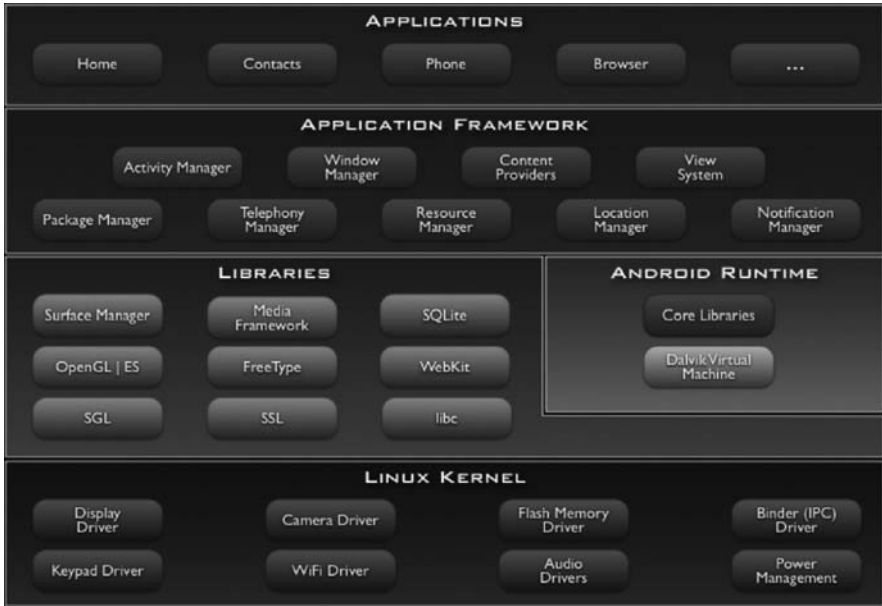 APPLICATIONS
Home
Contacts
Phone
Browser
...
APPLICATION FRAMEWORK
Activity Manager
Window
Manager
Content
Providers
View
System
Package Manager
Telephony
Manager
Resource
Manager
Location
Manager
Notification
Manager
LIBRARIES
Surface Manager
Media
Framework
SQLite
OpenGL | ES
FreeType
WebKit
SGL
SSL
libc
ANDROID RUNTIME
Core Libraries
Dalvik Virtual
Machine
LINUX KERNEL
Display
Driver
Camera Driver
Flash Memory
Driver
Binder (IPC)
Driver
Keypad Driver
WiFi Driver
Audio
Drivers
Power
Management